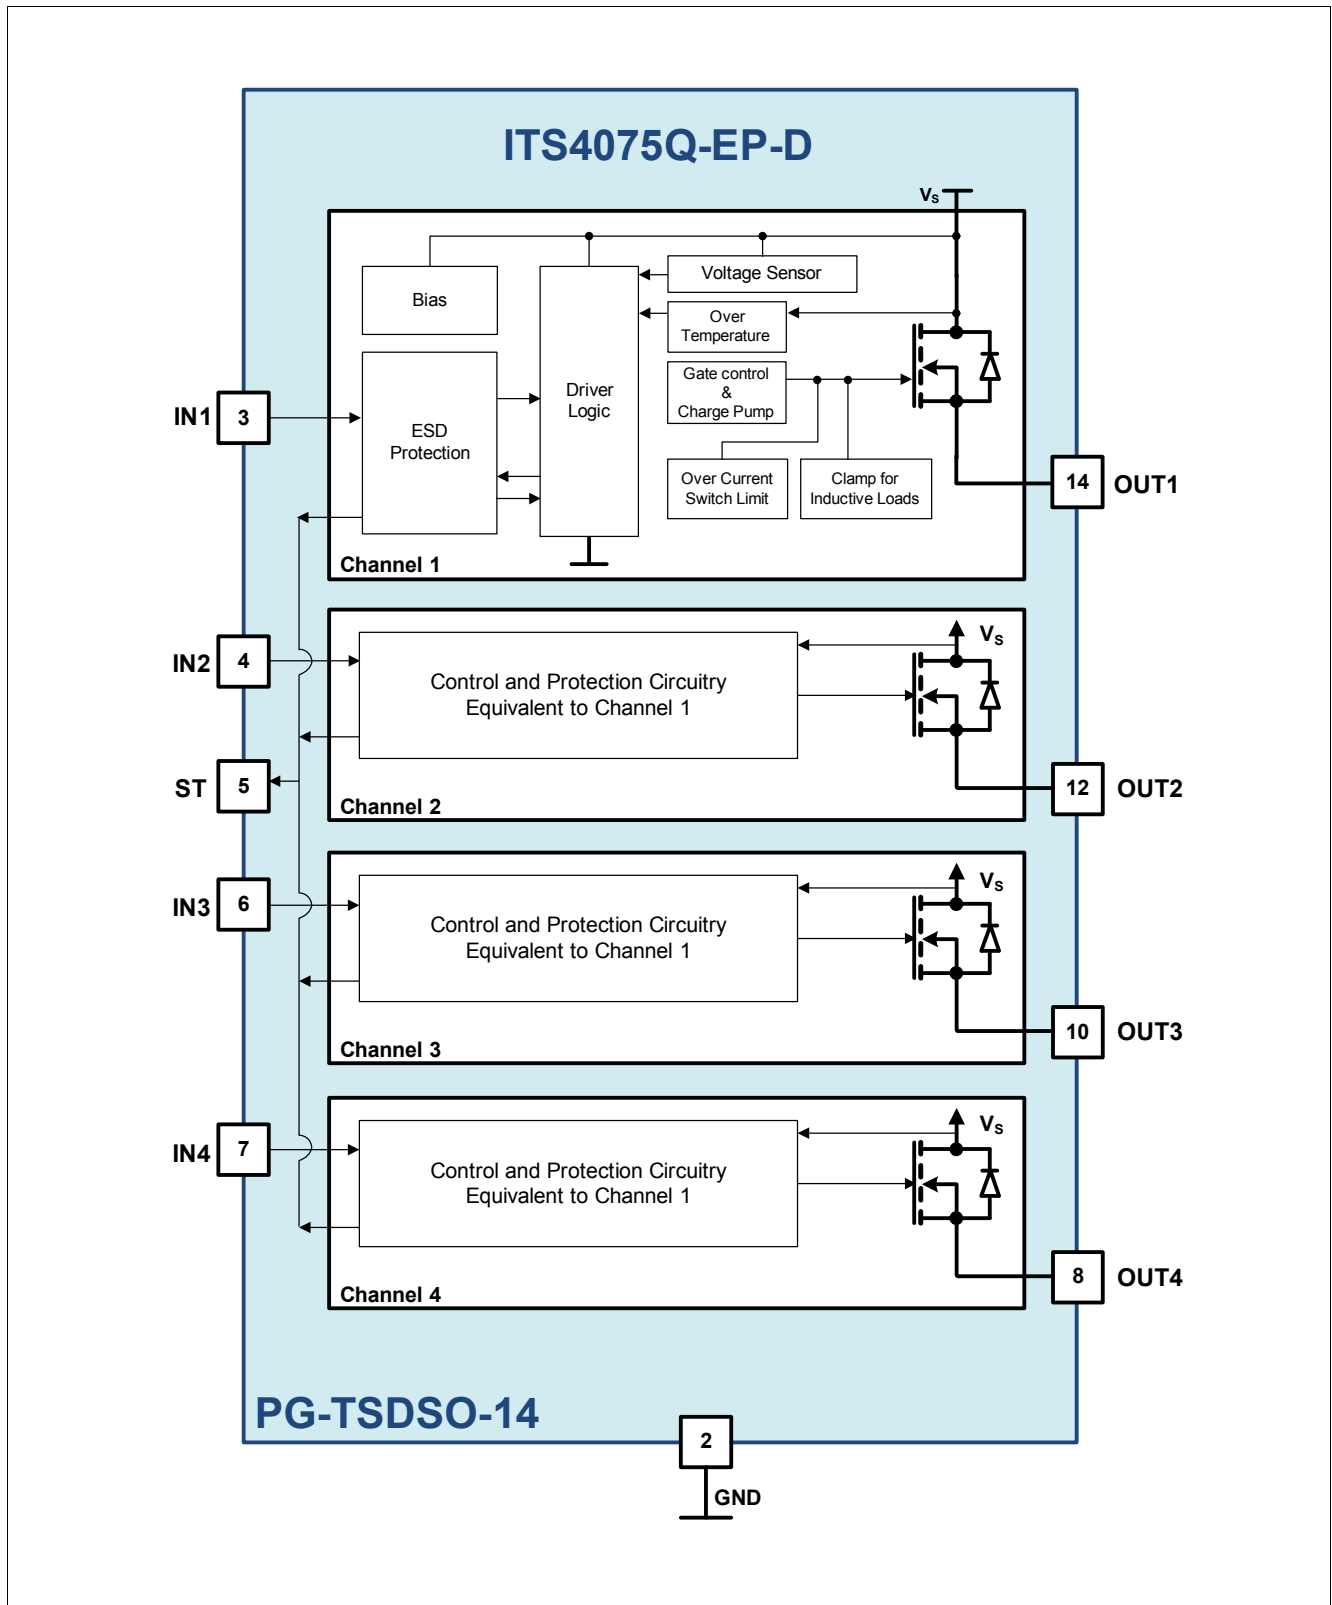 ITS4075Q-EP-D
VS
Bias
Voltage Sensor
Over
Temperature
Driver
Logic
Gate control
&
Charge Pump
ESD
Protection
Over Current
Switch Limit
Clamp for
Inductive Loads
IN1
3
14
OUT1
Channel 1
IN2
4
Control and Protection Circuitry
Equivalent to Channel 1
VS
ST
5
12
OUT2
Channel 2
IN3
6
Control and Protection Circuitry
Equivalent to Channel 1
VS
10
OUT3
Channel 3
IN4
7
Control and Protection Circuitry
Equivalent to Channel 1
VS
8
OUT4
Channel 4
PG-TSDSO-14
2
GND